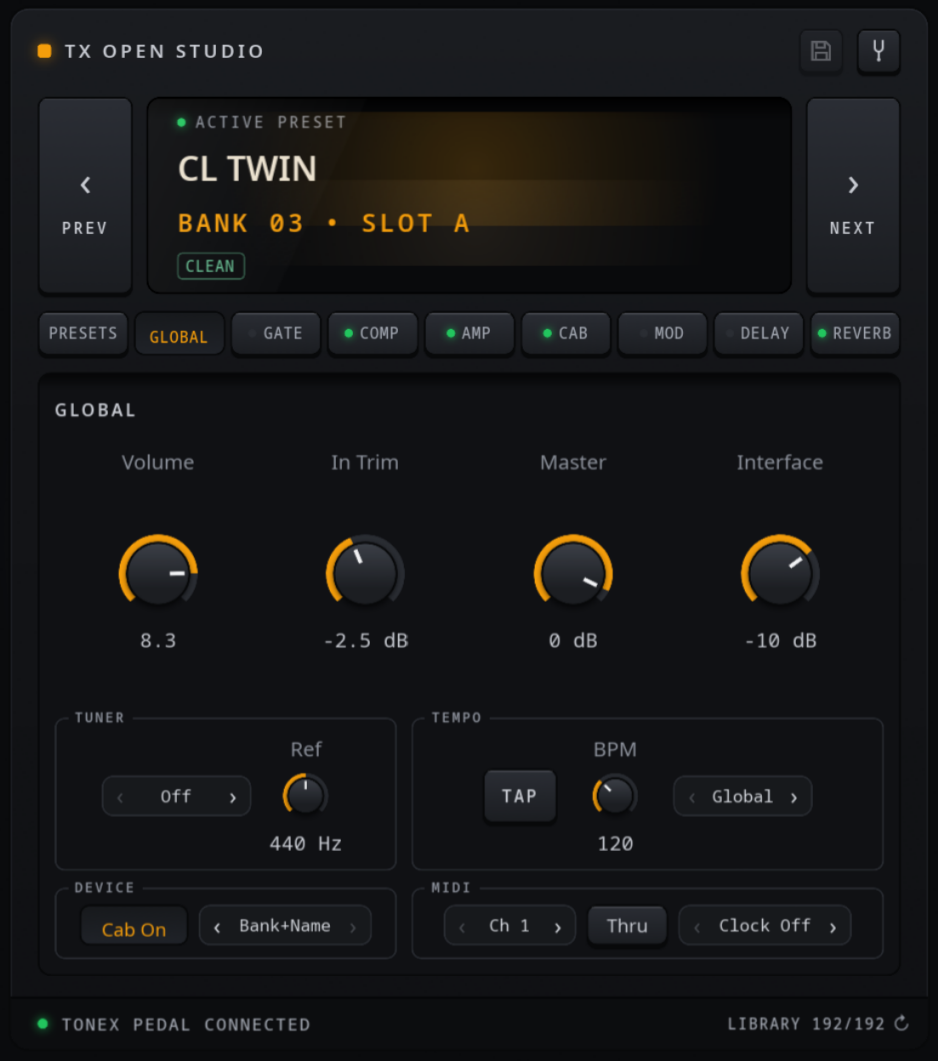 TX OPEN STUDIO
PREV
ACTIVE PRESET
CL TWIN
BANK 03 • SLOT A
CLEAN
NEXT
PRESETS GLOBAL GATE COMP AMP CAB MOD DELAY REVERB
GLOBAL
Volume In Trim Master Interface
8.3 -2.5 dB 0 dB -10 dB
TUNER
Ref
‹ Off ›
440 Hz
TEMPO
BPM
TAP ‹ Global ›
120
DEVICE
Cab On ‹ Bank+Name ›
MIDI
‹ Ch 1 › Thru ‹ Clock Off ›
TONEX PEDAL CONNECTED LIBRARY 192/192